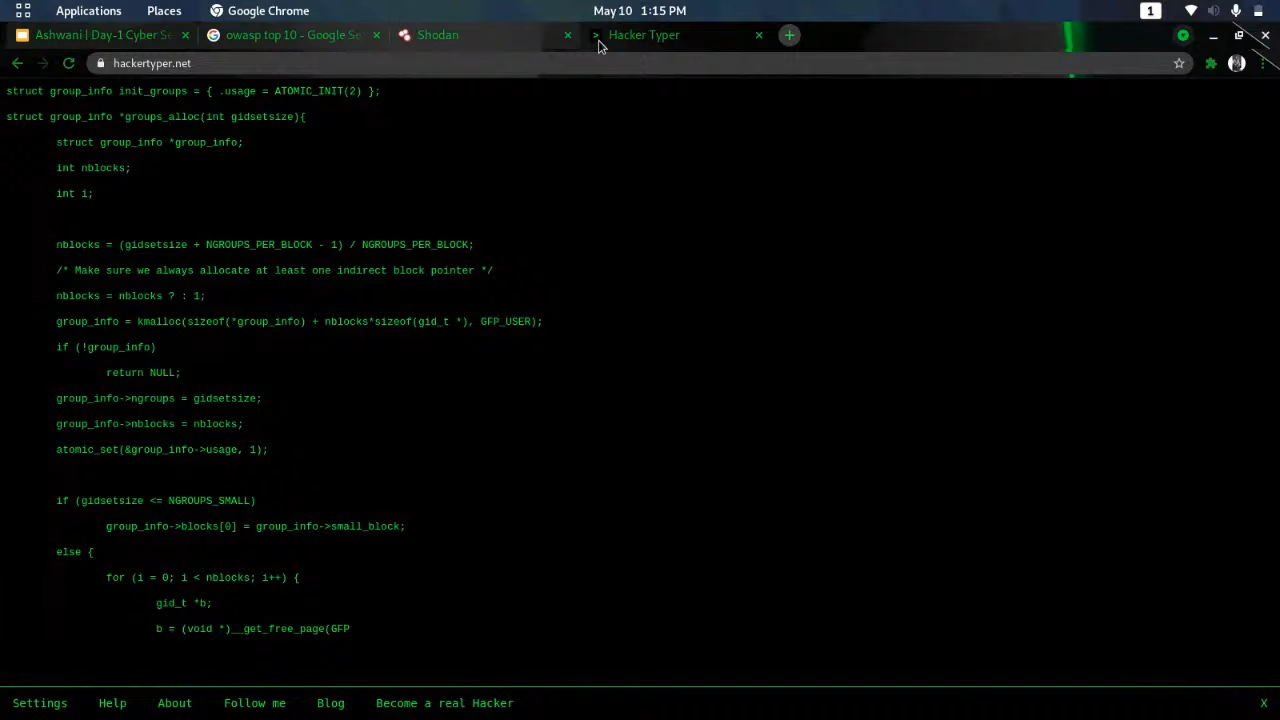 Applications Places Google Chrome May 10 1:15 PM 1
Ashwani | Day-1 Cyber Se owasp top 10 - Google Se Shodan > Hacker Typer
hackertyper.net
struct group_info init_groups = { .usage = ATOMIC_INIT(2) };
struct group_info *groups_alloc(int gidsetsize){
struct group_info *group_info;
int nblocks;
int i;
nblocks = (gidsetsize + NGROUPS_PER_BLOCK - 1) / NGROUPS_PER_BLOCK;
/* Make sure we always allocate at least one indirect block pointer */
nblocks = nblocks ? : 1;
group_info = kmalloc(sizeof(*group_info) + nblocks*sizeof(gid_t *), GFP_USER);
if (!group_info)
return NULL;
group_info->ngroups = gidsetsize;
group_info->nblocks = nblocks;
atomic_set(&group_info->usage, 1);
if (gidsetsize <= NGROUPS_SMALL)
group_info->blocks[0] = group_info->small_block;
else {
for (i = 0; i < nblocks; i++) {
gid_t *b;
b = (void *)__get_free_page(GFP
Settings Help About Follow me Blog Become a real Hacker X